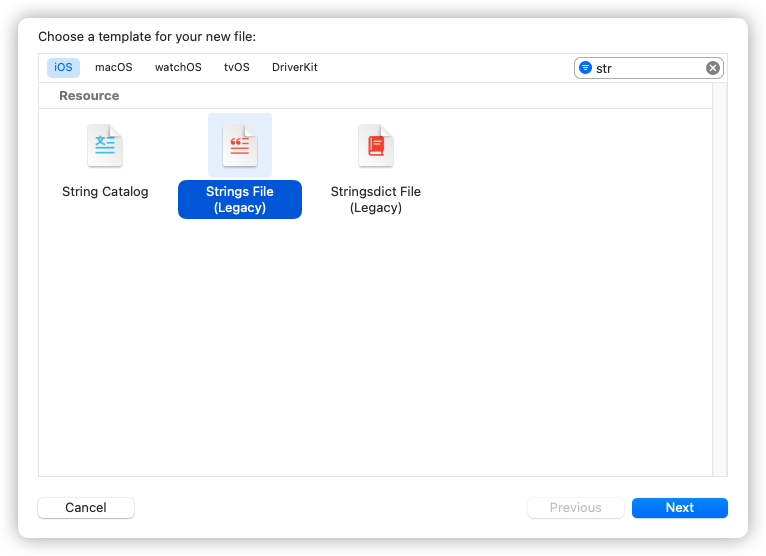 Choose a template for your new file:
iOS macOS watchOS tvOS DriverKit str
Resource
String Catalog
Strings File
(Legacy)
Stringsdict File
(Legacy)
Cancel Previous Next